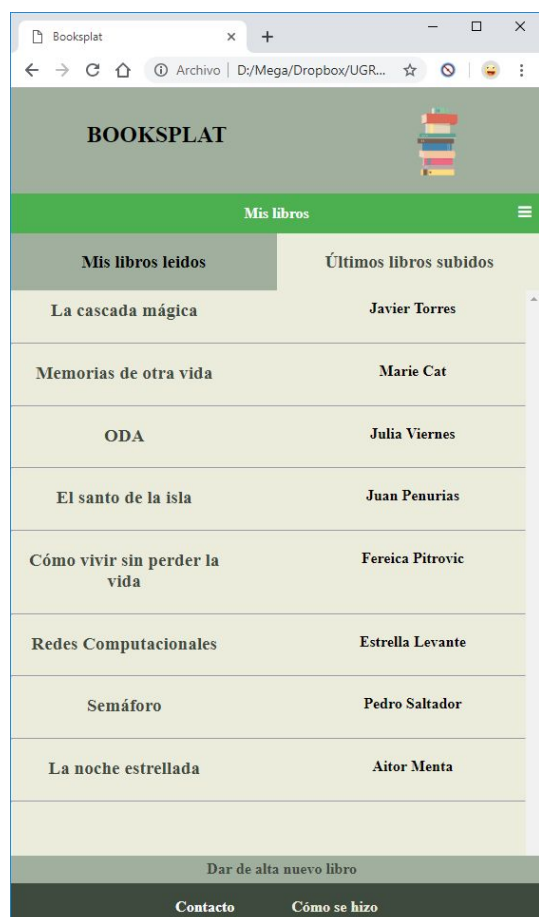 Booksplat
Archivo D:/Mega/Dropbox/UGR...
BOOKSPLAT
Mis libros
Mis libros leidos Últimos libros subidos
La cascada mágica Javier Torres
Memorias de otra vida Marie Cat
ODA Julia Viernes
El santo de la isla Juan Penurias
Cómo vivir sin perder la Fereica Pitrovic
vida
Redes Computacionales Estrella Levante
Semáforo Pedro Saltador
La noche estrellada Aitor Menta
Dar de alta nuevo libro
Contacto Cómo se hizo